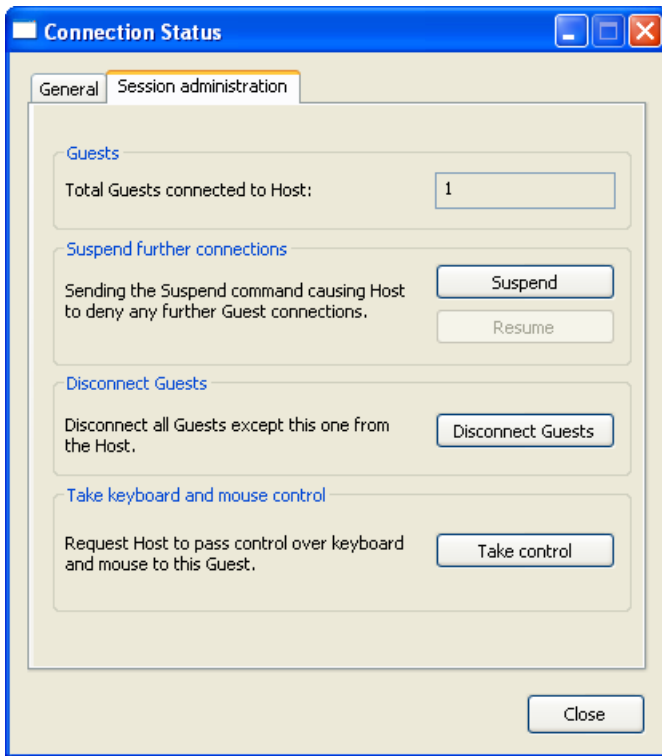 Connection Status
General
Session administration
Guests
Total Guests connected to Host:
1
Suspend further connections
Sending the Suspend command causing Host
to deny any further Guest connections.
Suspend
Resume
Disconnect Guests
Disconnect all Guests except this one from
the Host.
Disconnect Guests
Take keyboard and mouse control
Request Host to pass control over keyboard
and mouse to this Guest.
Take control
Close